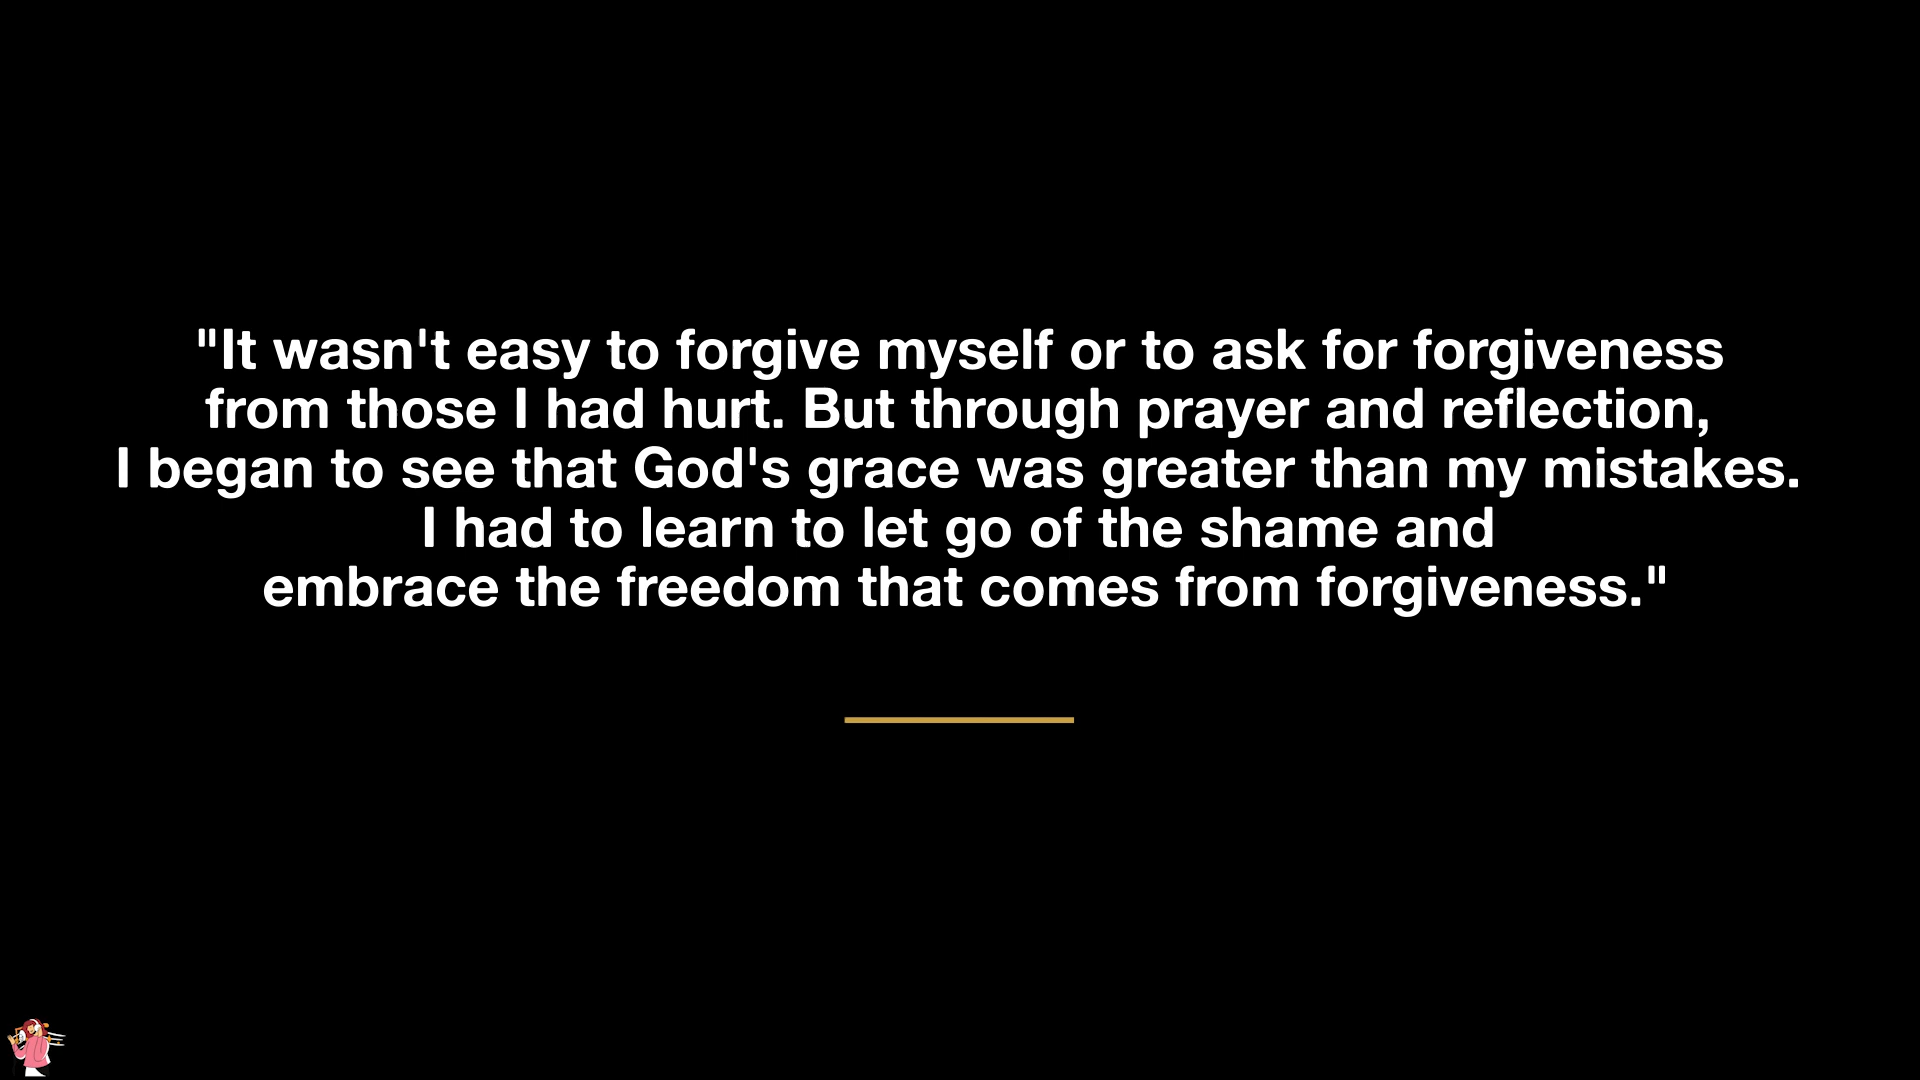 "It wasn't easy to forgive myself or to ask for forgiveness
from those I had hurt. But through prayer and reflection,
I began to see that God's grace was greater than my mistakes.
I had to learn to let go of the shame and
embrace the freedom that comes from forgiveness."